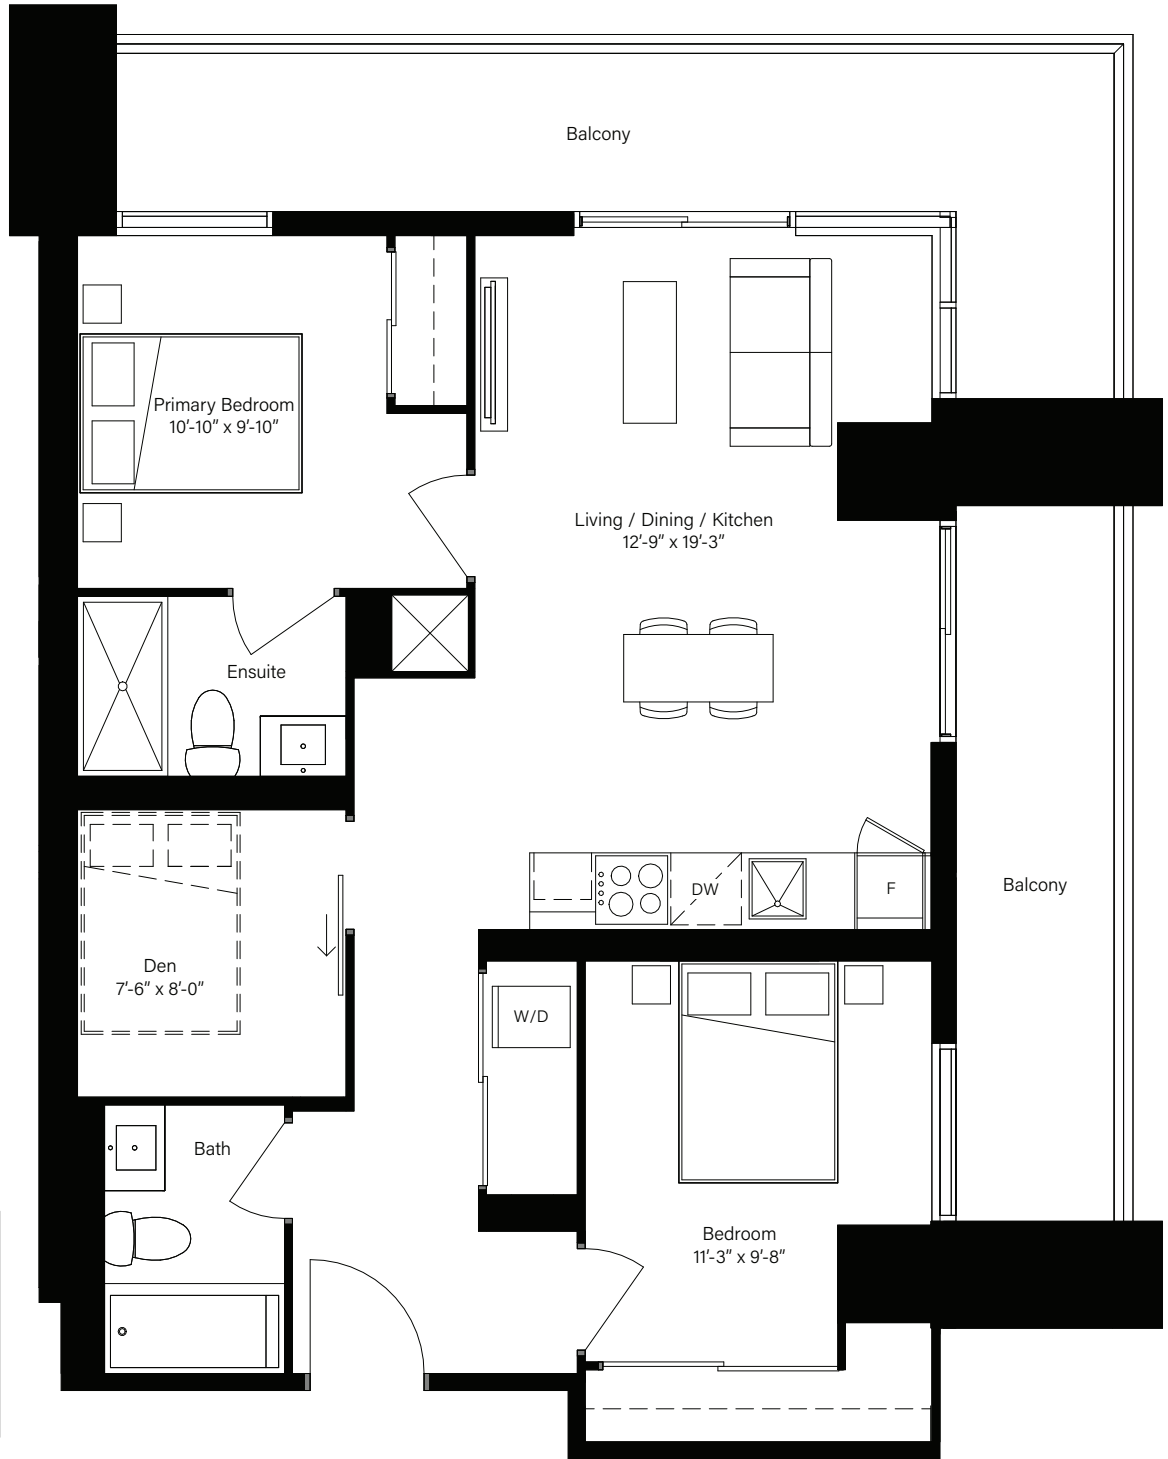 Balcony
Primary Bedroom
10'-10" x 9'-10"
Living / Dining / Kitchen
12'-9" x 19'-3"
Ensuite
DW
F
Balcony
Den
7'-6" x 8'-0"
W/D
Bath
Bedroom
11'-3" x 9'-8"